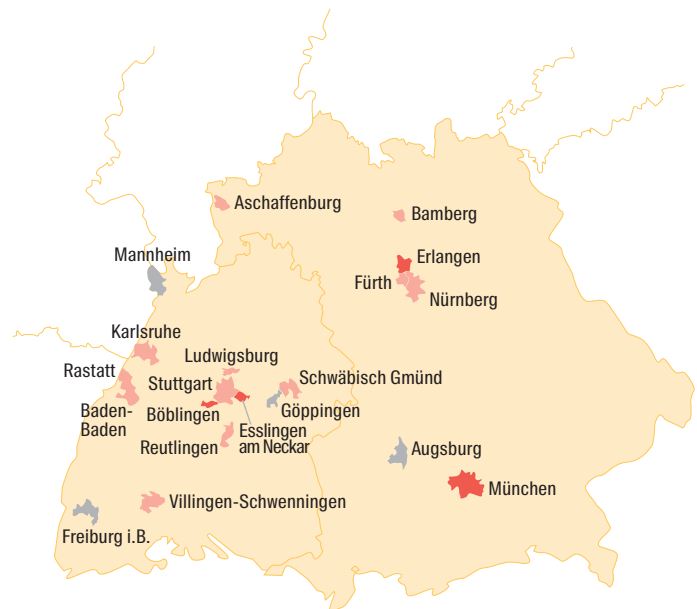 Aschaffenburg
Bamberg
Mannheim
Erlangen
Fürth
Nürnberg
Karlsruhe
Ludwigsburg
Rastatt
Stuttgart
Schwäbisch Gmünd
Baden-
Baden
Böblingen
Göppingen
Esslingen
am Neckar
Reutlingen
Augsburg
München
Villingen-Schwenningen
Freiburg i.B.